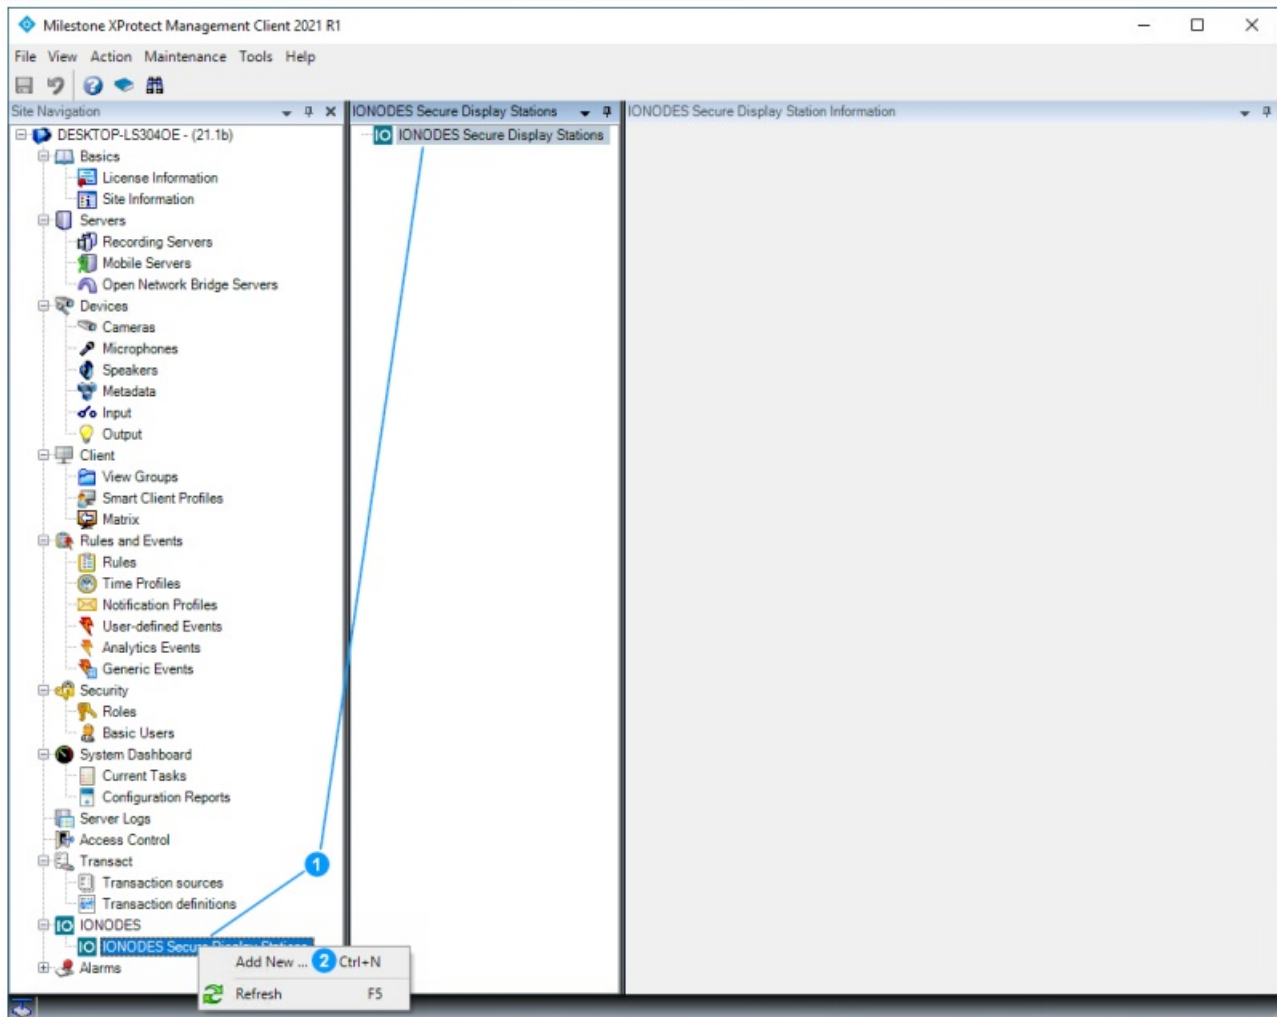 Milestone XProtect Management Client 2021 R1
File View Action Maintenance Tools Help
Site Navigation
DESKTOP-LS304OE - (21.1b)
Basics
License Information
Site Information
Servers
Recording Servers
Mobile Servers
Open Network Bridge Servers
Devices
Cameras
Microphones
Speakers
Metadata
Input
Output
Client
View Groups
Smart Client Profiles
Matrix
Rules and Events
Rules
Time Profiles
Notification Profiles
User-defined Events
Analytics Events
Generic Events
Security
Roles
Basic Users
System Dashboard
Current Tasks
Configuration Reports
Server Logs
Access Control
Transact
Transaction sources
Transaction definitions
IO IONODES
IO IONODES Secure Display Stations
Alarms
IONODES Secure Display Stations
IO IONODES Secure Display Stations
IONODES Secure Display Station Information
1
Add New ... 2 Ctrl+N
Refresh F5